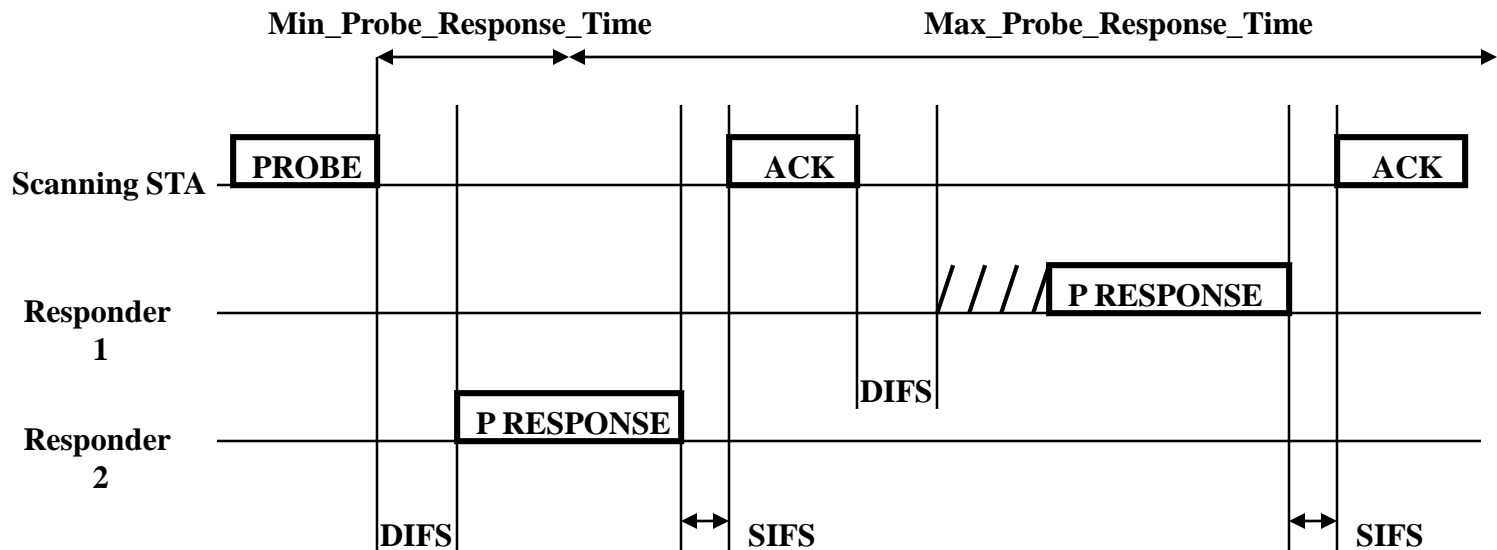 Min_Probe_Response_Time
Max_Probe_Response_Time
Scanning STA
PROBE
ACK
ACK
Responder
1
P RESPONSE
DIFS
Responder
2
P RESPONSE
DIFS
SIFS
SIFS